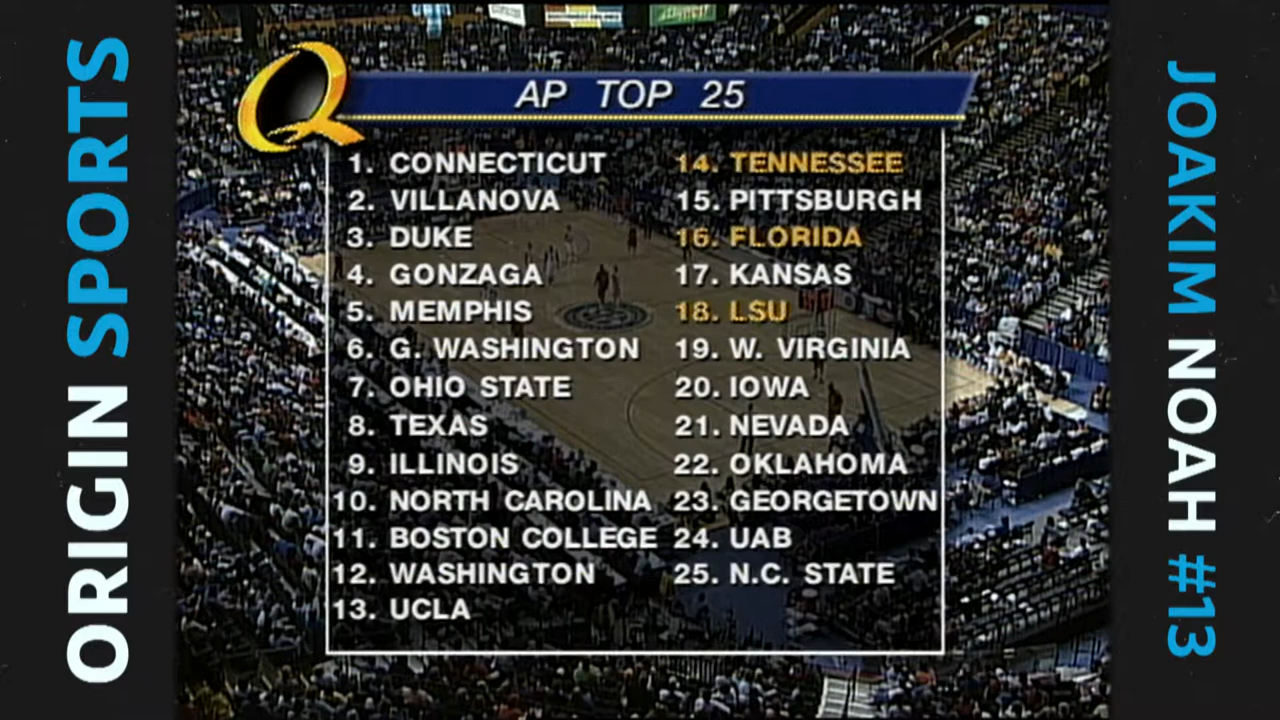 ORIGIN SPORTS
AP TOP 25
1. CONNECTICUT
2. VILLANOVA
3. DUKE
4. GONZAGA
5. MEMPHIS
6. G. WASHINGTON
7. OHIO STATE
8. TEXAS
9. ILLINOIS
10. NORTH CAROLINA
11. BOSTON COLLEGE
12. WASHINGTON
13. UCLA
14. TENNESSEE
15. PITTSBURGH
16. FLORIDA
17. KANSAS
18. LSU
19. W. VIRGINIA
20. IOWA
21. NEVADA
22. OKLAHOMA
23. GEORGETOWN
24. UAB
25. N.C. STATE
JOAKIM NOAH #13